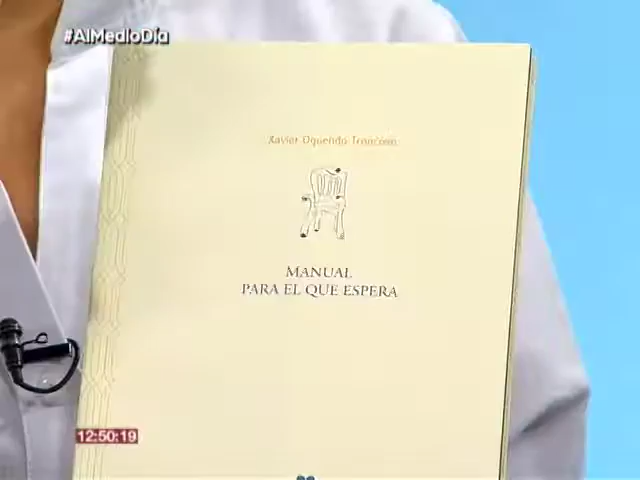 #AlMedioDía
Xavier Oquendo Troncoso
MANUAL
PARA EL QUE ESPERA
12:50:19